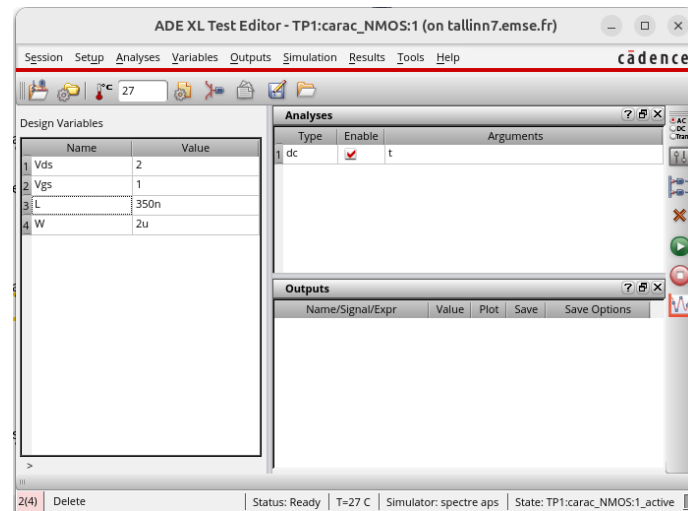 ADE XL Test Editor - TP1:carac_NMOS:1 (on tallinn7.emse.fr)
Session Setup Analyses Variables Outputs Simulation Results Tools Help
cādence
°C 27
Design Variables
Name Value
1 Vds 2
2 Vgs 1
3 L 350n
4 W 2u
>
Analyses
Type Enable Arguments
1 dc t
Outputs
Name/Signal/Expr Value Plot Save Save Options
AC
DC
Tran
2(4) Delete Status: Ready T=27 C Simulator: spectre aps State: TP1:carac_NMOS:1_active